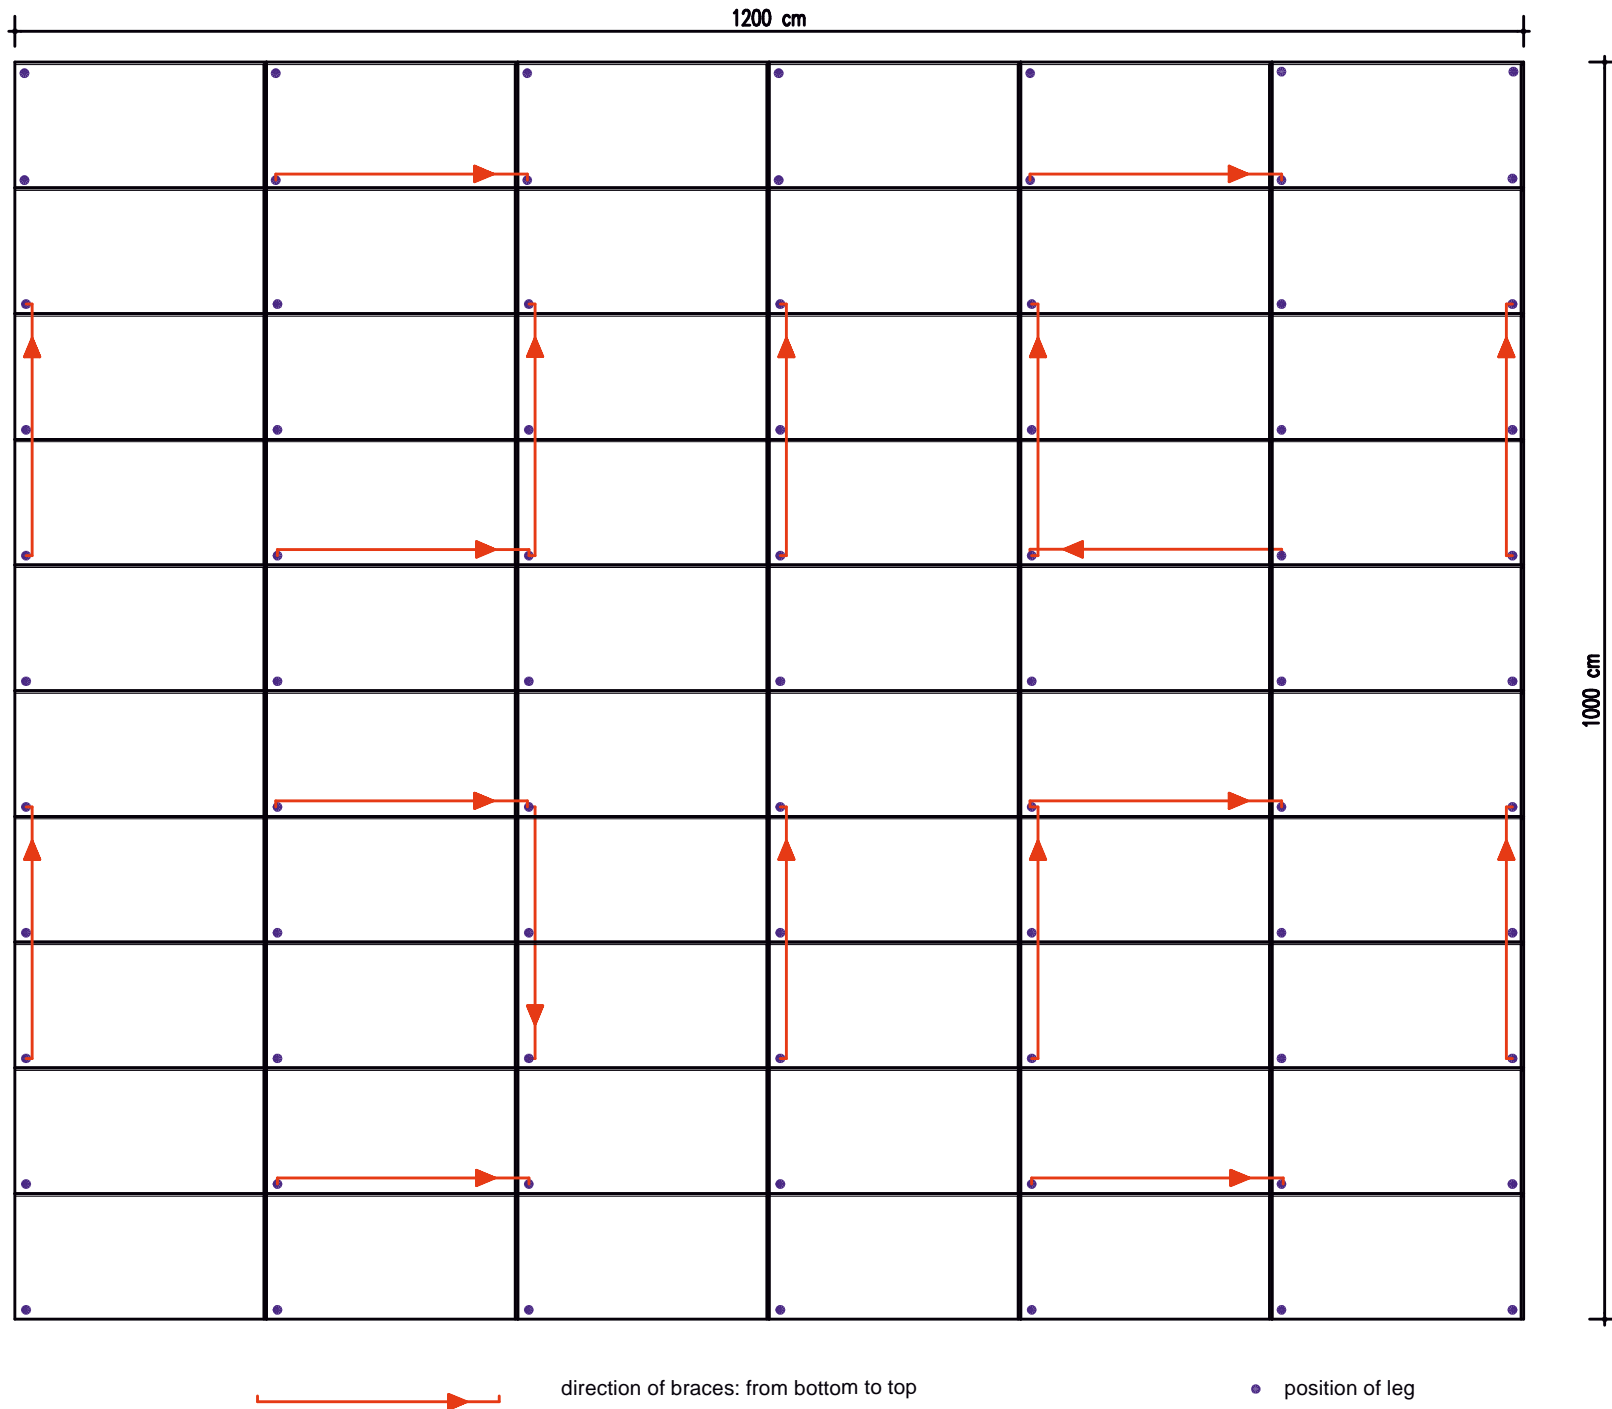 1200 cm
1000 cm
direction of braces: from bottom to top
position of leg